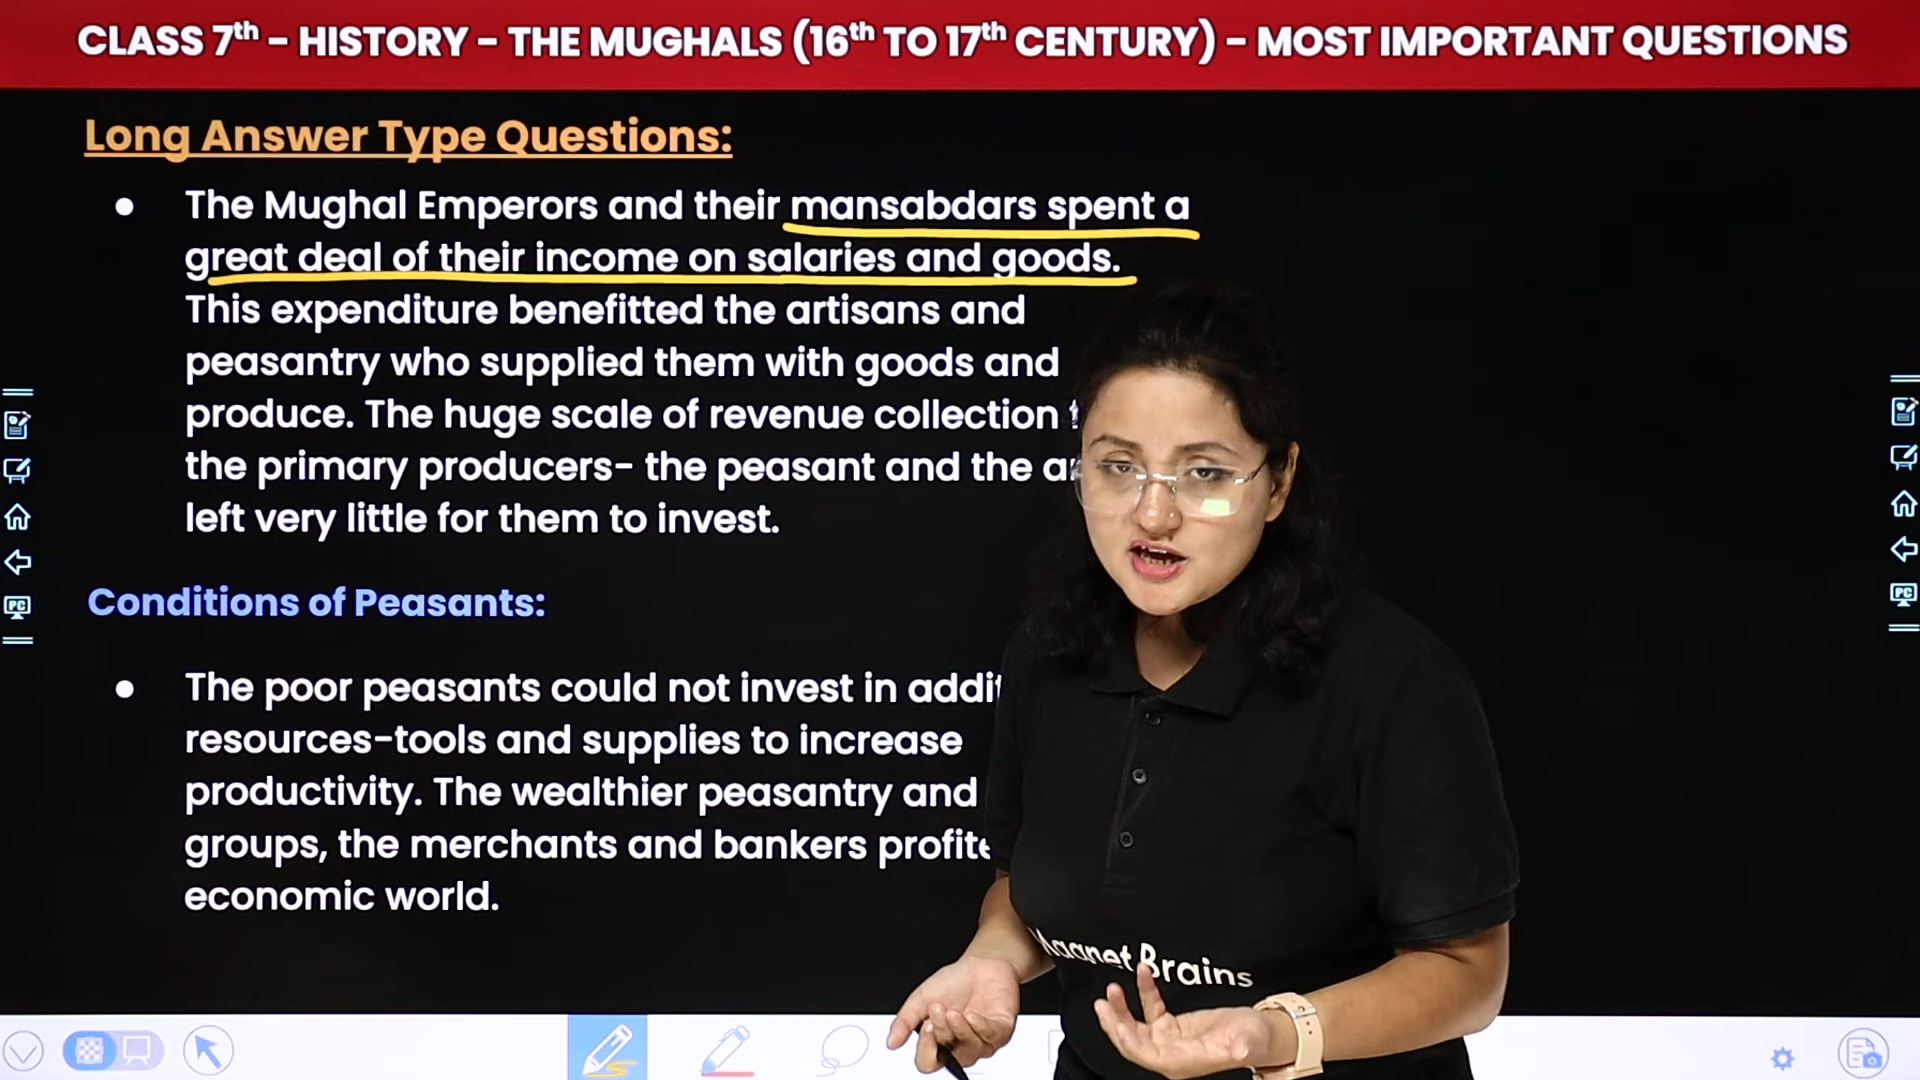 CLASS 7th - HISTORY - THE MUGHALS (16th TO 17th CENTURY) - MOST IMPORTANT QUESTIONS
Long Answer Type Questions:
● The Mughal Emperors and their mansabdars spent a
great deal of their income on salaries and goods.
This expenditure benefitted the artisans and
peasantry who supplied them with goods and
produce. The huge scale of revenue collection
the primary producers- the peasant and the
left very little for them to invest.
Conditions of Peasants:
● The poor peasants could not invest in
resources-tools and supplies to increase
productivity. The wealthier peasantry and
groups, the merchants and bankers
economic world.
Magnet Brains
PC
PC